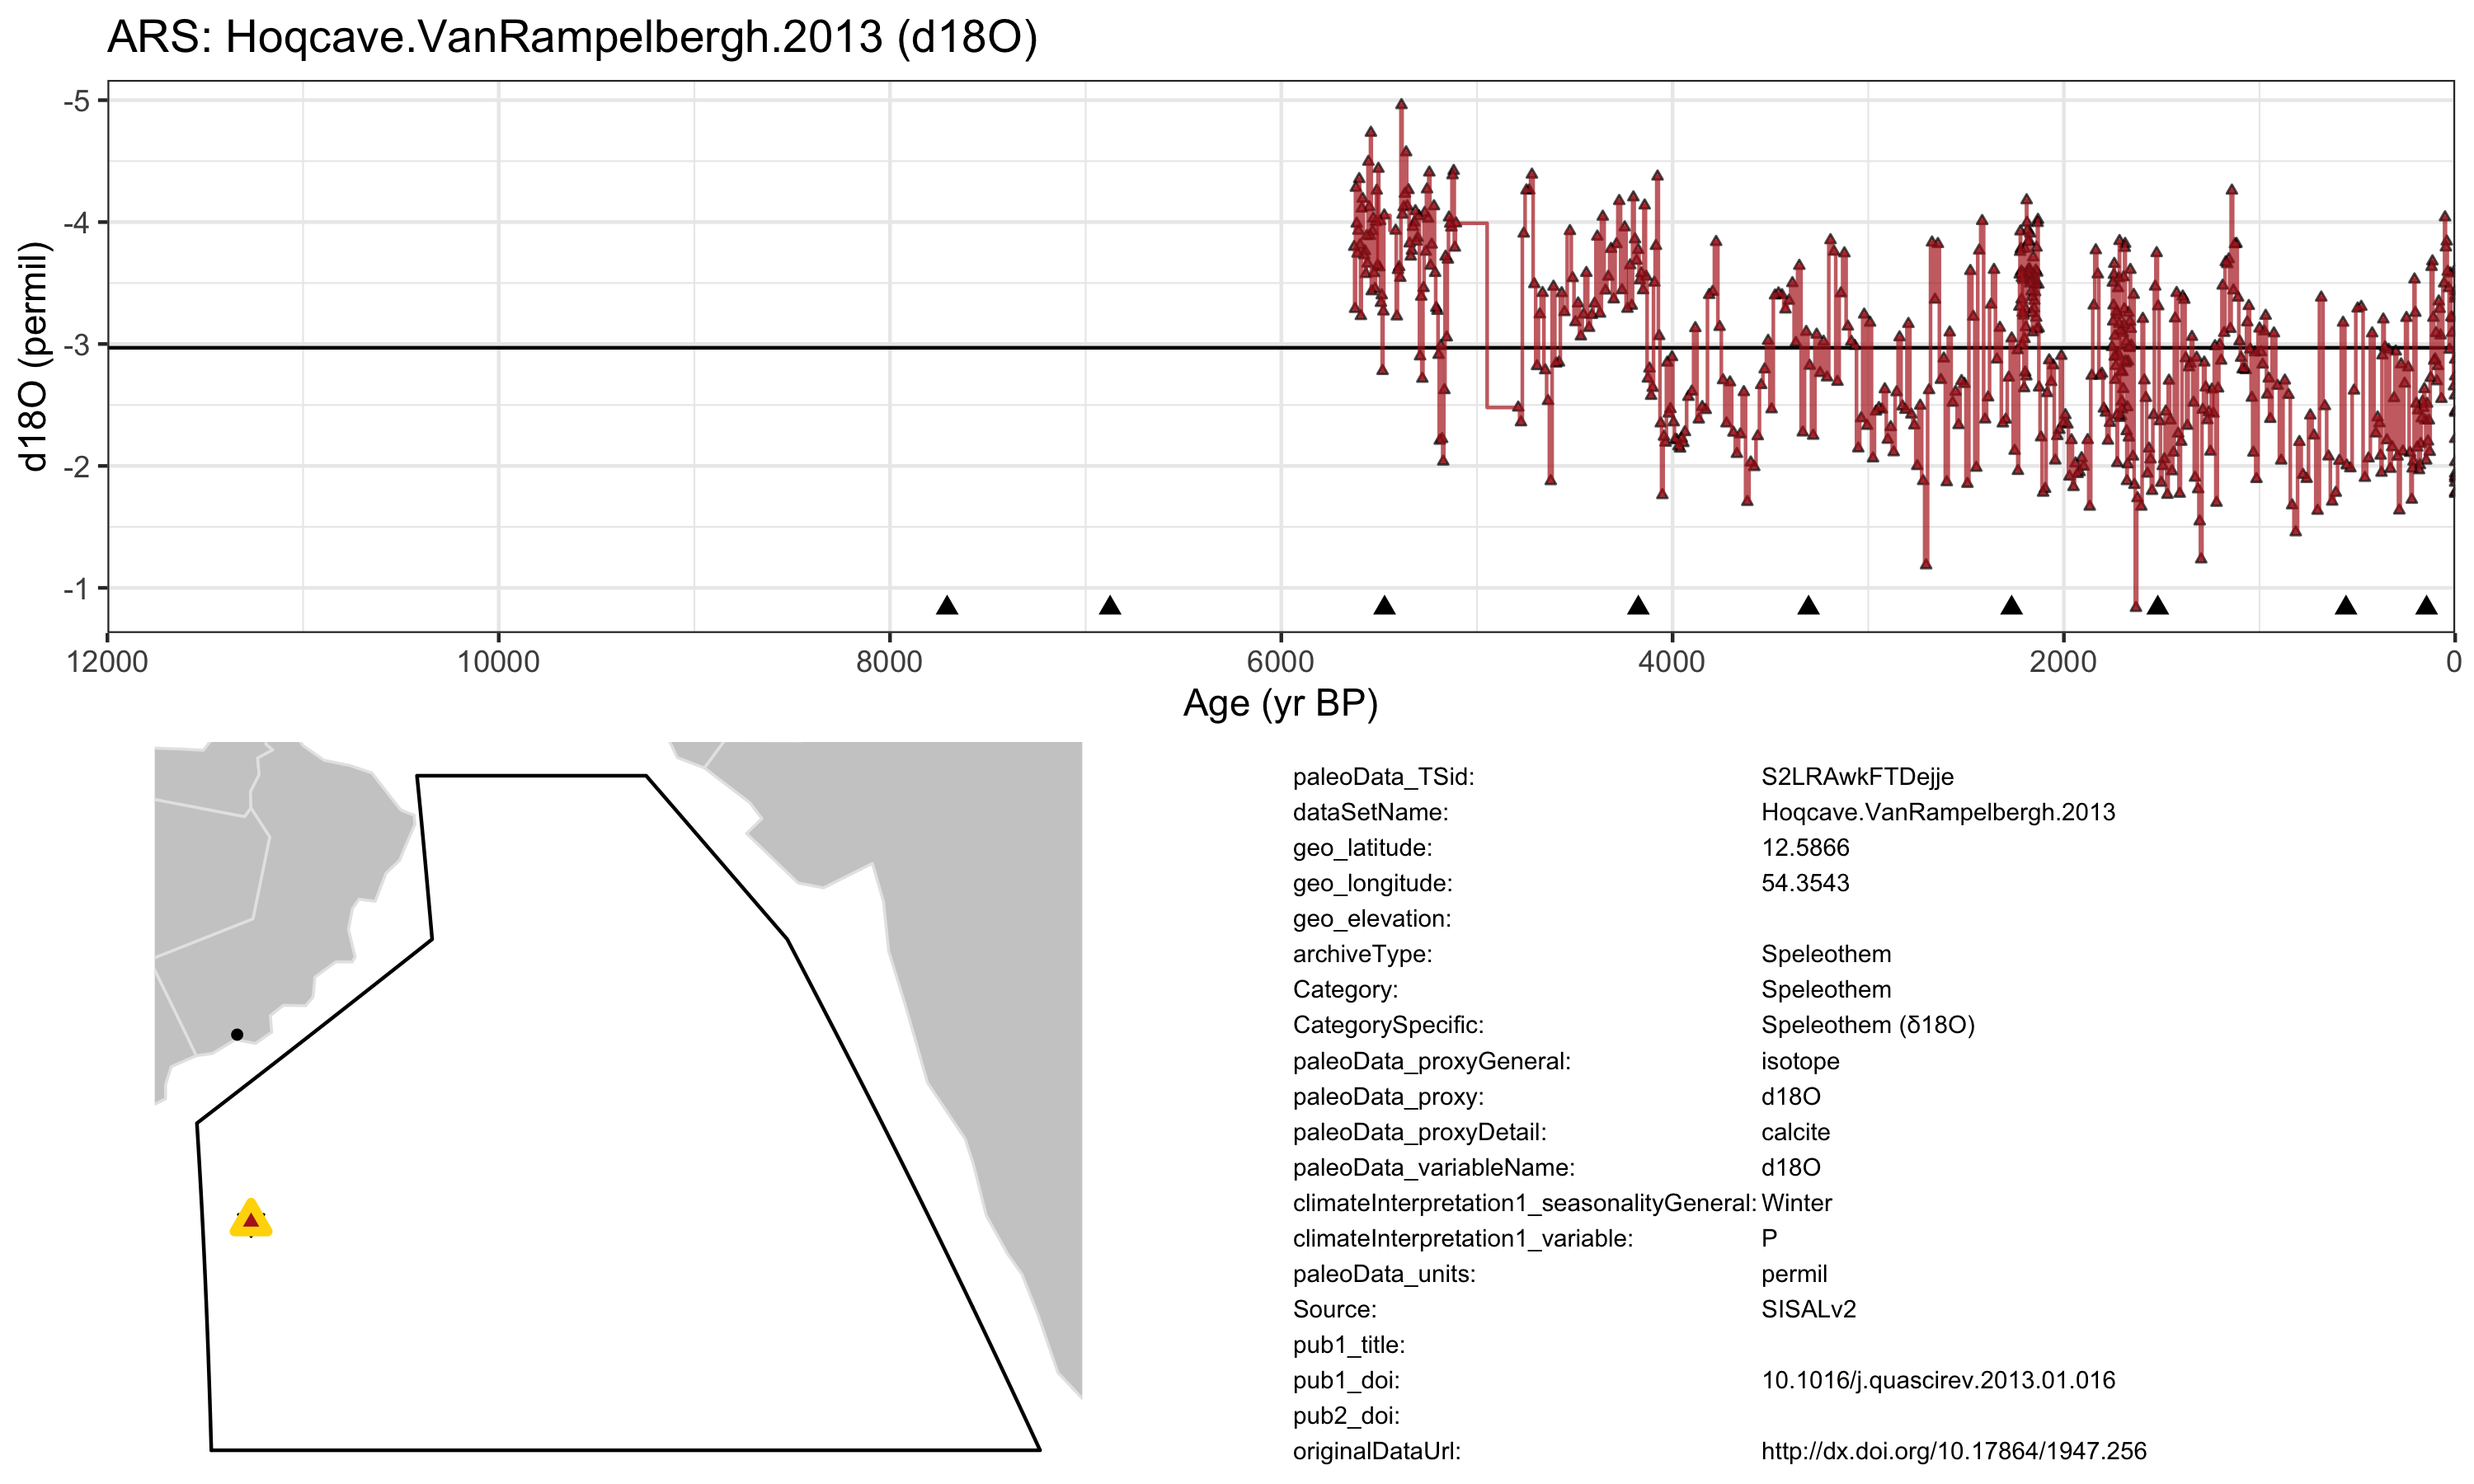 ARS: Hoqcave.VanRampelbergh.2013 (d18O)
-5
-4
-3
-2
-1
d18O (permil)
12000 10000 8000 6000 4000 2000 0
Age (yr BP)
paleoData_TSid: S2LRAwkFTDejje
dataSetName: Hoqcave.VanRampelbergh.2013
geo_latitude: 12.5866
geo_longitude: 54.3543
geo_elevation:
archiveType: Speleothem
Category: Speleothem
CategorySpecific: Speleothem (δ18O)
paleoData_proxyGeneral: isotope
paleoData_proxy: d18O
paleoData_proxyDetail: calcite
paleoData_variableName: d18O
climateInterpretation1_seasonalityGeneral: Winter
climateInterpretation1_variable: P
paleoData_units: permil
Source: SISALv2
pub1_title:
pub1_doi: 10.1016/j.quascirev.2013.01.016
pub2_doi:
originalDataUrl: http://dx.doi.org/10.17864/1947.256